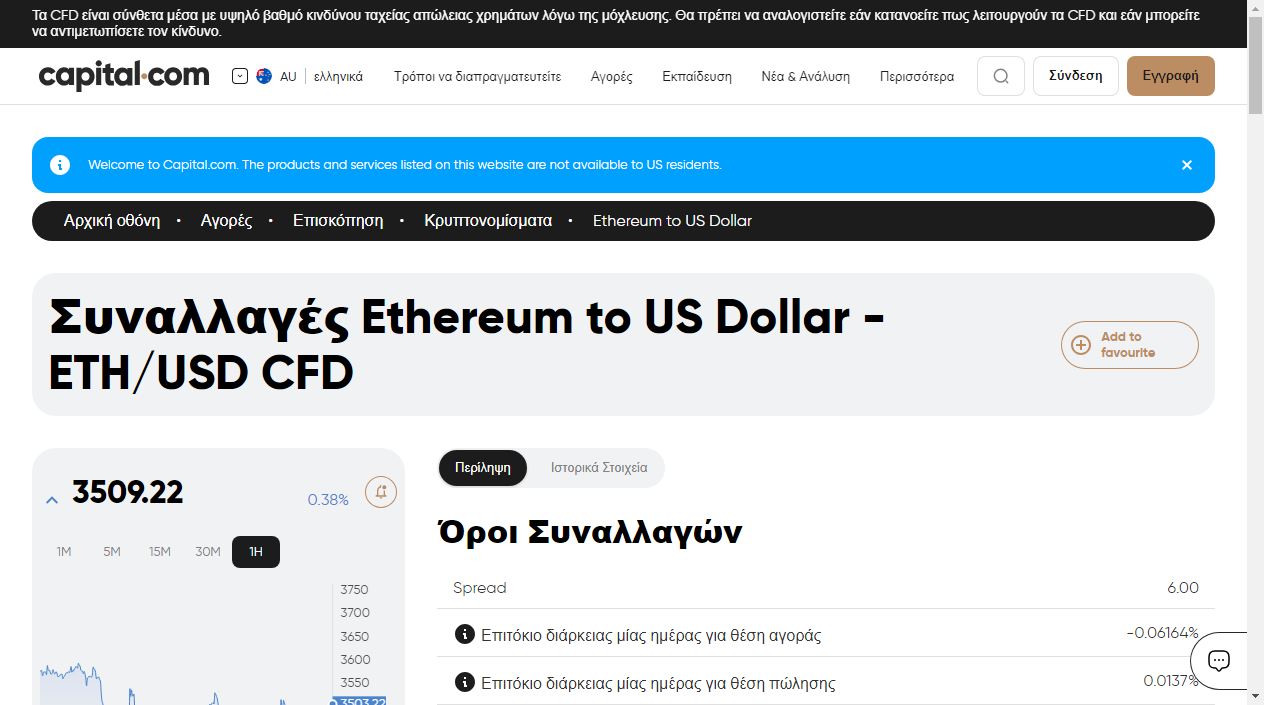 Τα CFD είναι σύνθετα μέσα με υψηλό βαθμό κινδύνου ταχείας απώλειας χρημάτων λόγω της μόχλευσης. Θα πρέπει να αναλογιστείτε εάν κατανοείτε πως λειτουργούν τα CFD και εάν μπορείτε
να αντιμετωπίσετε τον κίνδυνο.
capital.com AU ελληνικά Τρόποι να διαπραγματευτείτε Αγορές Εκπαίδευση Νέα & Ανάλυση Περισσότερα Σύνδεση Εγγραφή
Welcome to Capital.com. The products and services listed on this website are not available to US residents.
Αρχική οθόνη • Αγορές • Επισκόπηση • Κρυπτονομίσματα • Ethereum to US Dollar
Συναλλαγές Ethereum to US Dollar -
ETH/USD CFD
Add to
favourite
3509.22
0.38%
1M 5M 15M 30M 1H
3750
3700
3650
3600
3550
3503.22
Περίληψη Ιστορικά Στοιχεία
Όροι Συναλλαγών
Spread 6.00
Επιτόκιο διάρκειας μίας ημέρας για θέση αγοράς -0.06164%
Επιτόκιο διάρκειας μίας ημέρας για θέση πώλησης 0.0137%